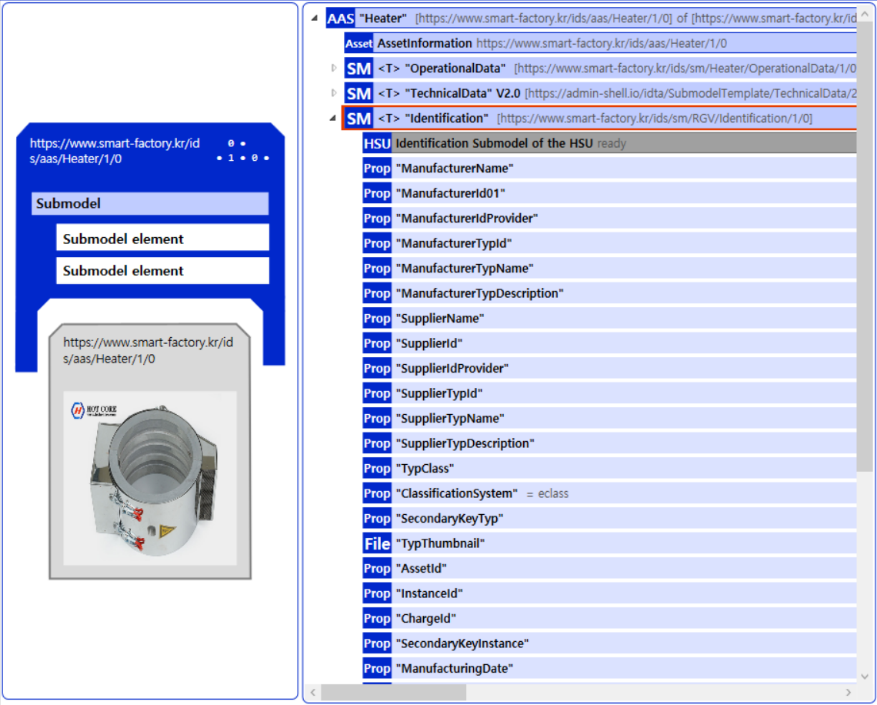 https://www.smart-factory.kr/id
s/aas/Heater/1/0
0
1 0
Submodel
Submodel element
Submodel element
https://www.smart-factory.kr/id
s/aas/Heater/1/0
HOT CORE
AAS "Heater" [https://www.smart-factory.kr/ids/aas/Heater/1/0] of [https://www.smart-factory.kr/id
Asset AssetInformation https://www.smart-factory.kr/ids/aas/Heater/1/0
SM <T> "OperationalData" [https://www.smart-factory.kr/ids/sm/Heater/OperationalData/1/0
SM <T> "TechnicalData" V2.0 [https://admin-shell.io/idta/SubmodelTemplate/TechnicalData/2
SM <T> "Identification" [https://www.smart-factory.kr/ids/sm/RGV/Identification/1/0]
HSU Identification Submodel of the HSU ready
Prop "ManufacturerName"
Prop "ManufacturerId01"
Prop "ManufacturerIdProvider"
Prop "ManufacturerTypId"
Prop "ManufacturerTypName"
Prop "ManufacturerTypDescription"
Prop "SupplierName"
Prop "SupplierId"
Prop "SupplierIdProvider"
Prop "SupplierTypId"
Prop "SupplierTypName"
Prop "SupplierTypDescription"
Prop "TypClass"
Prop "ClassificationSystem" = eclass
Prop "SecondaryKeyTyp"
File "TypThumbnail"
Prop "AssetId"
Prop "InstanceId"
Prop "ChargeId"
Prop "SecondaryKeyInstance"
Prop "ManufacturingDate"